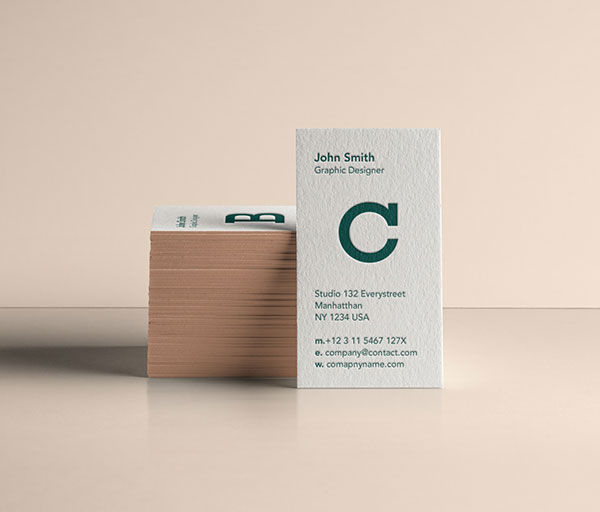 John Smith
Graphic Designer
C
Studio 132 Everystreet
Manhatthan
NY 1234 USA
m.+12 3 11 5467 127X
e. company@contact.com
w. comapnyname.com
B